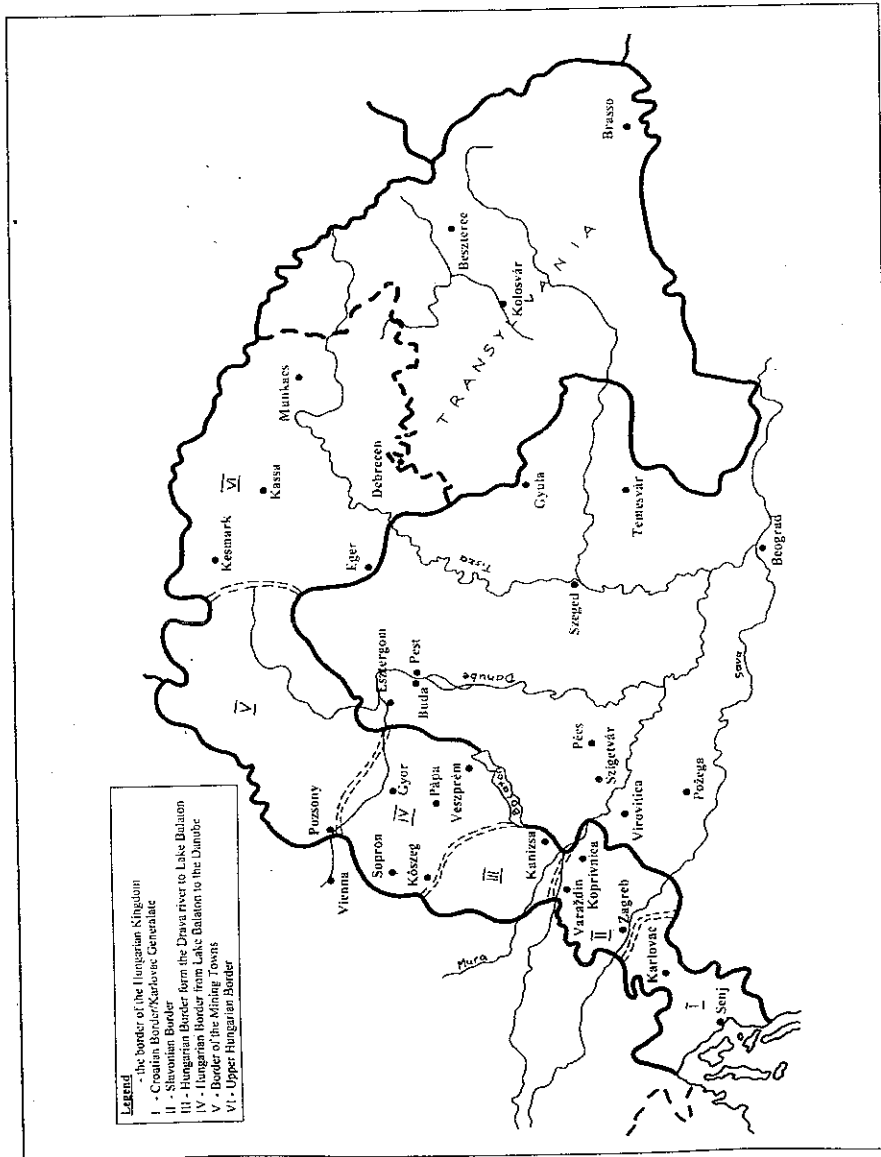 Legend
- the border of the Hungarian Kingdom
I - Croatian Border/Karlovac Generalate
II - Slavonian Border
III - Hungarian Border form the Drava river to Lake Balaton
IV - Hungarian Border from Lake Balaton to the Danube
V - Border of the Mining Towns
VI - Upper Hungarian Border
Kesmark
VI
Kassa
Munkacs
V
Eger
Debrecen
Beszterce
Pozsony
Vienna
Esztergom
Buda
Pest
Sopron
Gyor
Kőszeg
IV
Pápa
Veszprém
Tisza
Kolosvár
TRANSYLVANIA
Danube
III
Gyula
Kanizsa
Mura
Szeged
Pécs
Szigetvár
Varaždin
Koprivnica
II
Zagreb
Virovitica
Temesvár
Brasso
Karlovac
Požega
Sava
I
Senj
Beograd